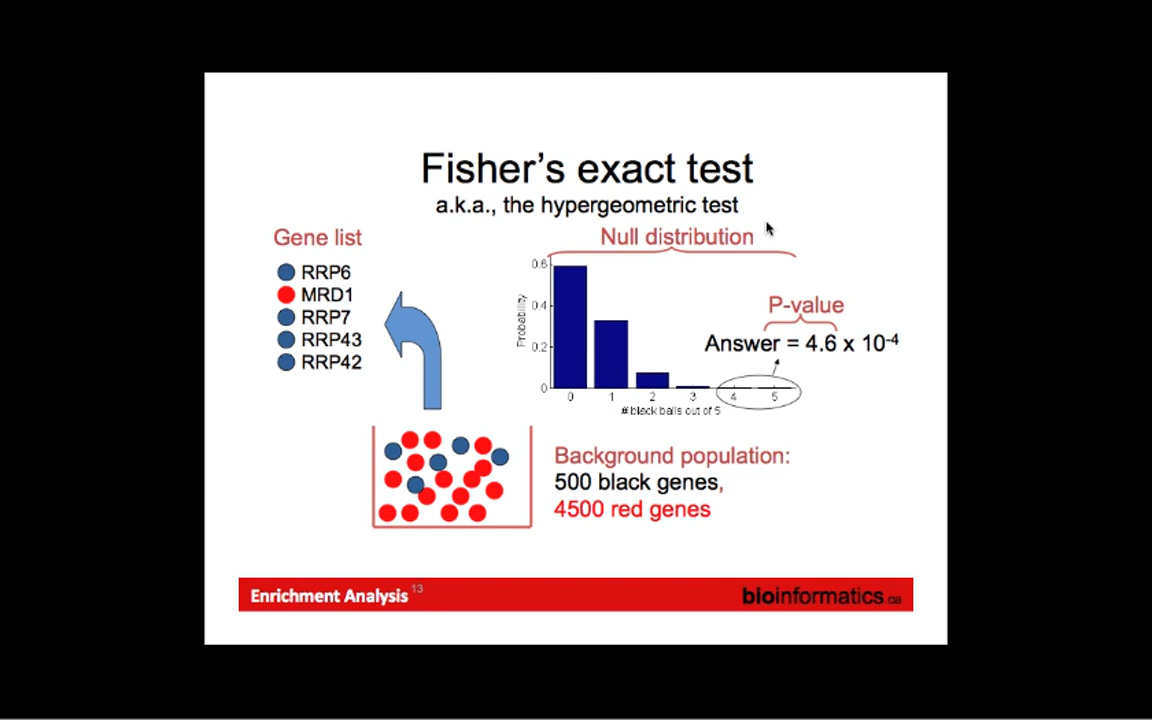 Fisher's exact test
a.k.a., the hypergeometric test
Gene list
RRP6
MRD1
RRP7
RRP43
RRP42
Null distribution
0.6
0.4
0.2
0
Probability
0 1 2 3 4 5
# black balls out of 5
P-value
Answer = 4.6 x 10-4
Background population:
500 black genes,
4500 red genes
Enrichment Analysis 13
bioinformatics.ca